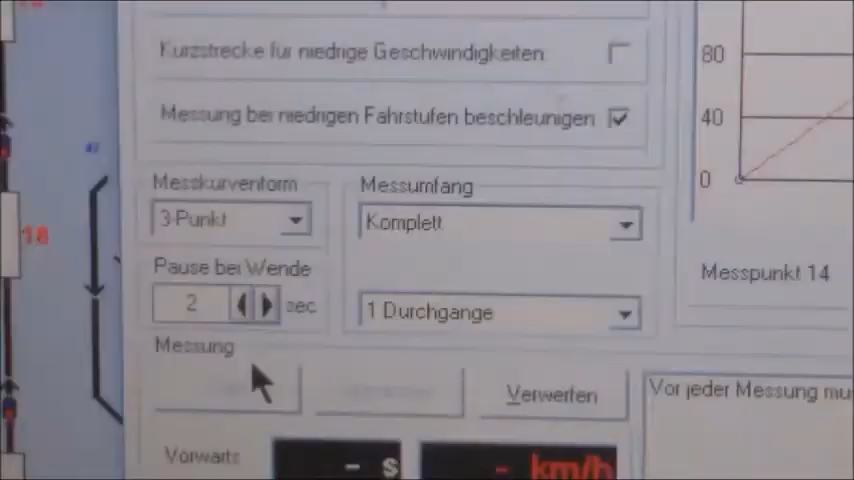 Kurzstrecke für niedrige Geschwindigkeiten
Messung bei niedrigen Fahrstufen beschleunigen
80
40
0
Messkurvenform
3-Punkt
Messumfang
Komplett
18
Pause bei Wende
2 sec
1 Durchgänge
Messpunkt 14
Messung
Verwerfen
Vor jeder Messung mu
Vorwärts
- s
- km/h